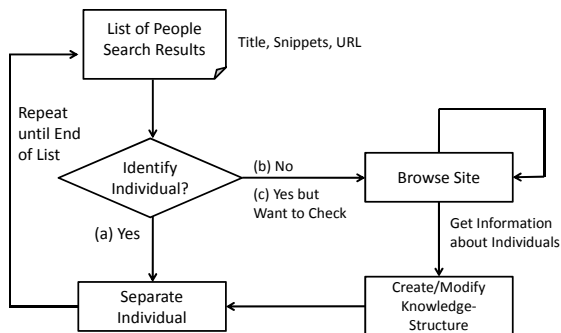 List of People
Search Results
Title, Snippets, URL
Repeat
until End
of List
Identify
Individual?
(b) No
(c) Yes but
Want to Check
Browse Site
(a) Yes
Get Information
about Individuals
Separate
Individual
Create/Modify
Knowledge-
Structure